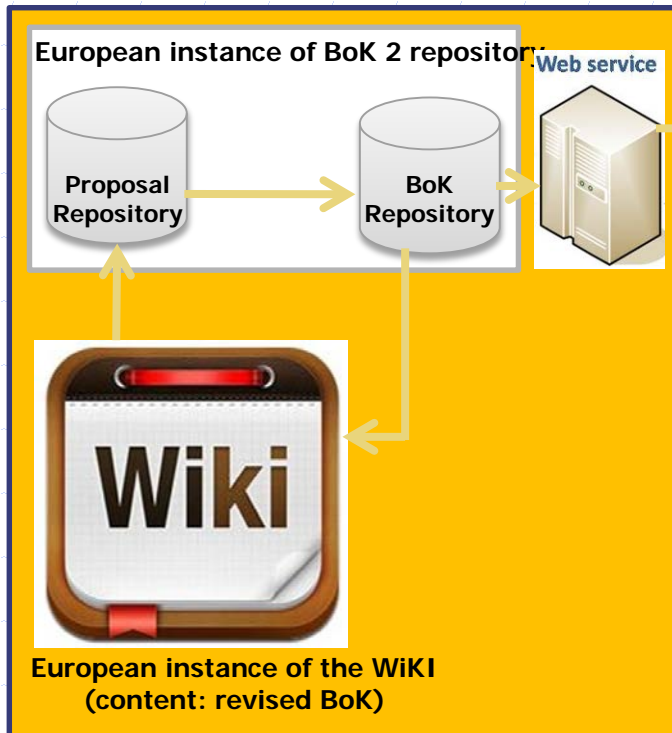 European instance of BoK 2 repository
Web service
Proposal
Repository
BoK
Repository
Wiki
European instance of the WiKI
(content: revised BoK)